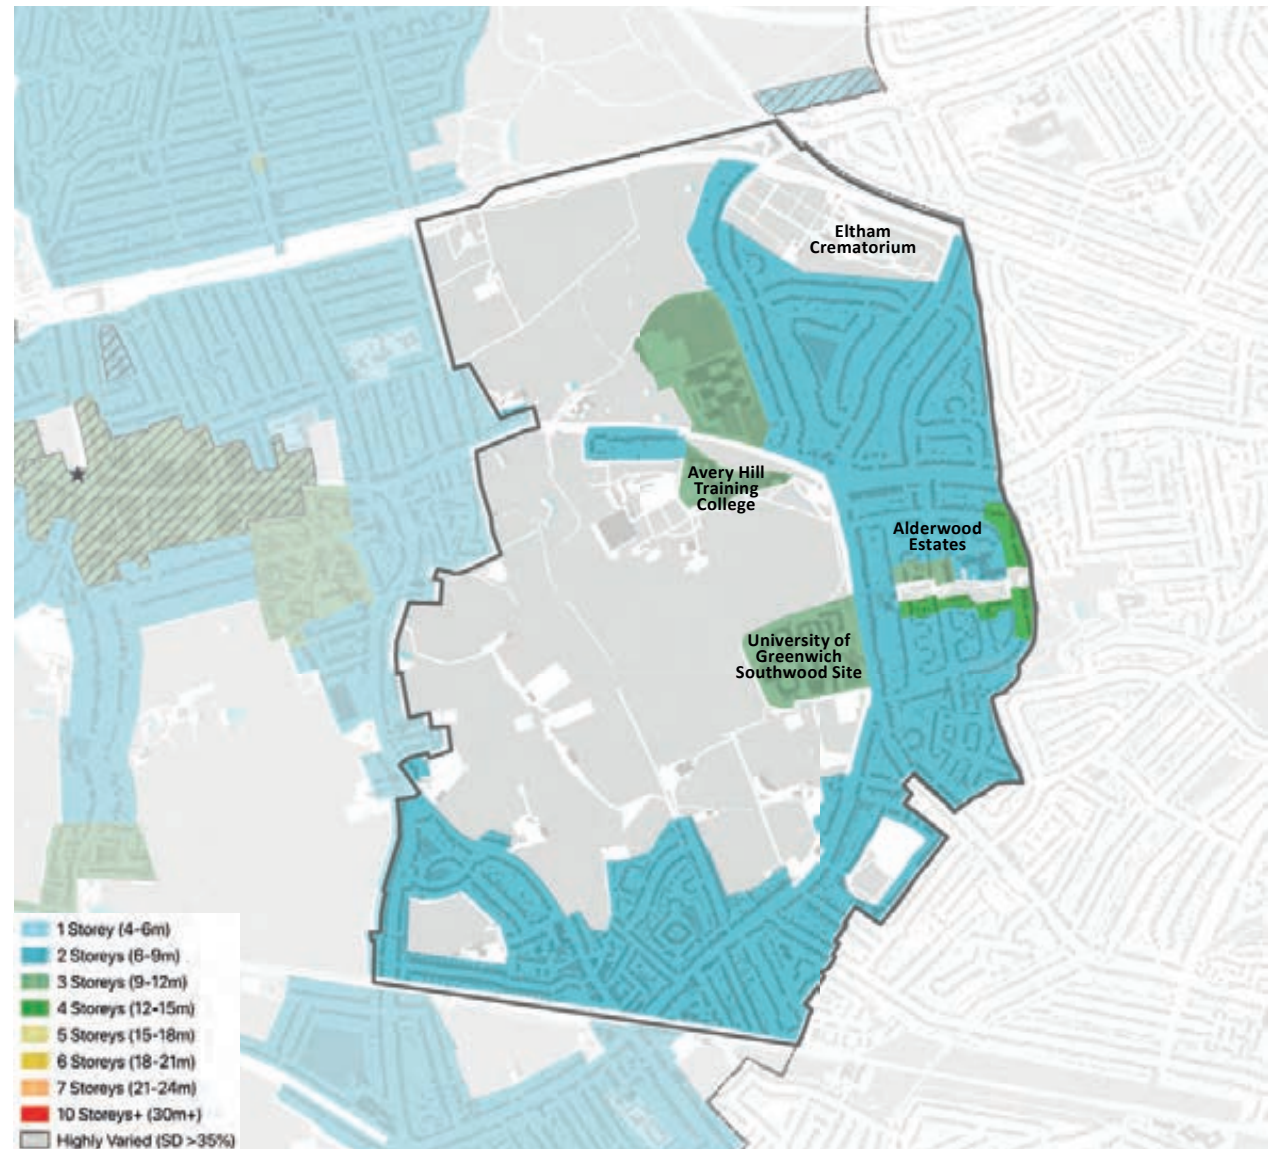 Eltham
Crematorium
Avery Hill
Training
College
Alderwood
Estates
University of
Greenwich
Southwood Site
1 Storey (4-6m)
2 Storeys (6-9m)
3 Storeys (9-12m)
4 Storeys (12-15m)
5 Storeys (15-18m)
6 Storeys (18-21m)
7 Storeys (21-24m)
10 Storeys+ (30m+)
Highly Varied (SD >35%)